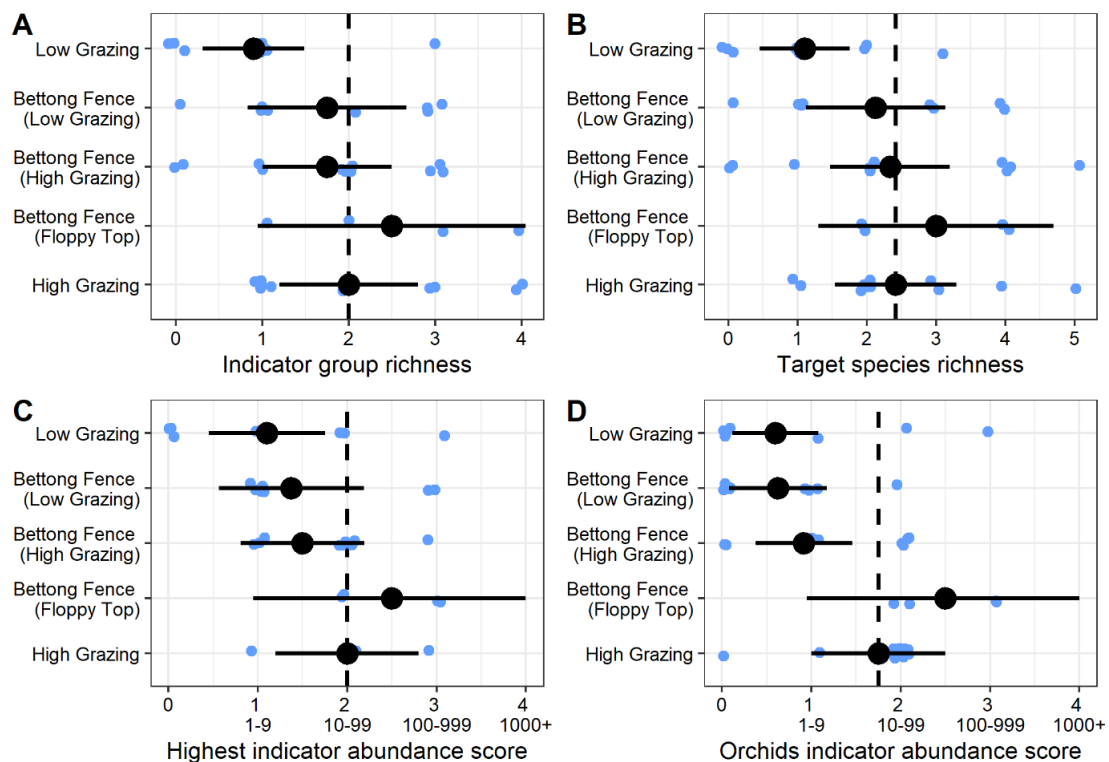 A
Low Grazing
Bettong Fence
(Low Grazing)
Bettong Fence
(High Grazing)
Bettong Fence
(Floppy Top)
High Grazing
0 1 2 3 4
Indicator group richness
B
Low Grazing
Bettong Fence
(Low Grazing)
Bettong Fence
(High Grazing)
Bettong Fence
(Floppy Top)
High Grazing
0 1 2 3 4 5
Target species richness
C
Low Grazing
Bettong Fence
(Low Grazing)
Bettong Fence
(High Grazing)
Bettong Fence
(Floppy Top)
High Grazing
0 1 2 3 4
1-9 10-99 100-999 1000+
Highest indicator abundance score
D
Low Grazing
Bettong Fence
(Low Grazing)
Bettong Fence
(High Grazing)
Bettong Fence
(Floppy Top)
High Grazing
0 1 2 3 4
1-9 10-99 100-999 1000+
Orchids indicator abundance score